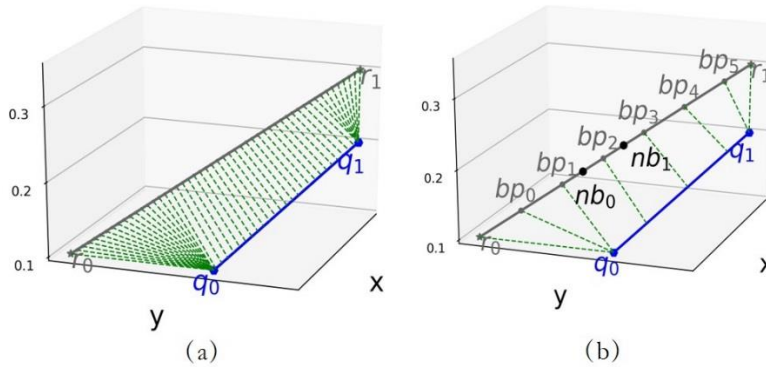 0.3
0.2
0.1
r₀
r₁
q₀
q₁
y
x
(a)
0.3
0.2
0.1
r₀
bp₀
bp₁
bp₂
bp₃
bp₄
bp₅
r₁
nb₀
nb₁
q₀
q₁
y
x
(b)